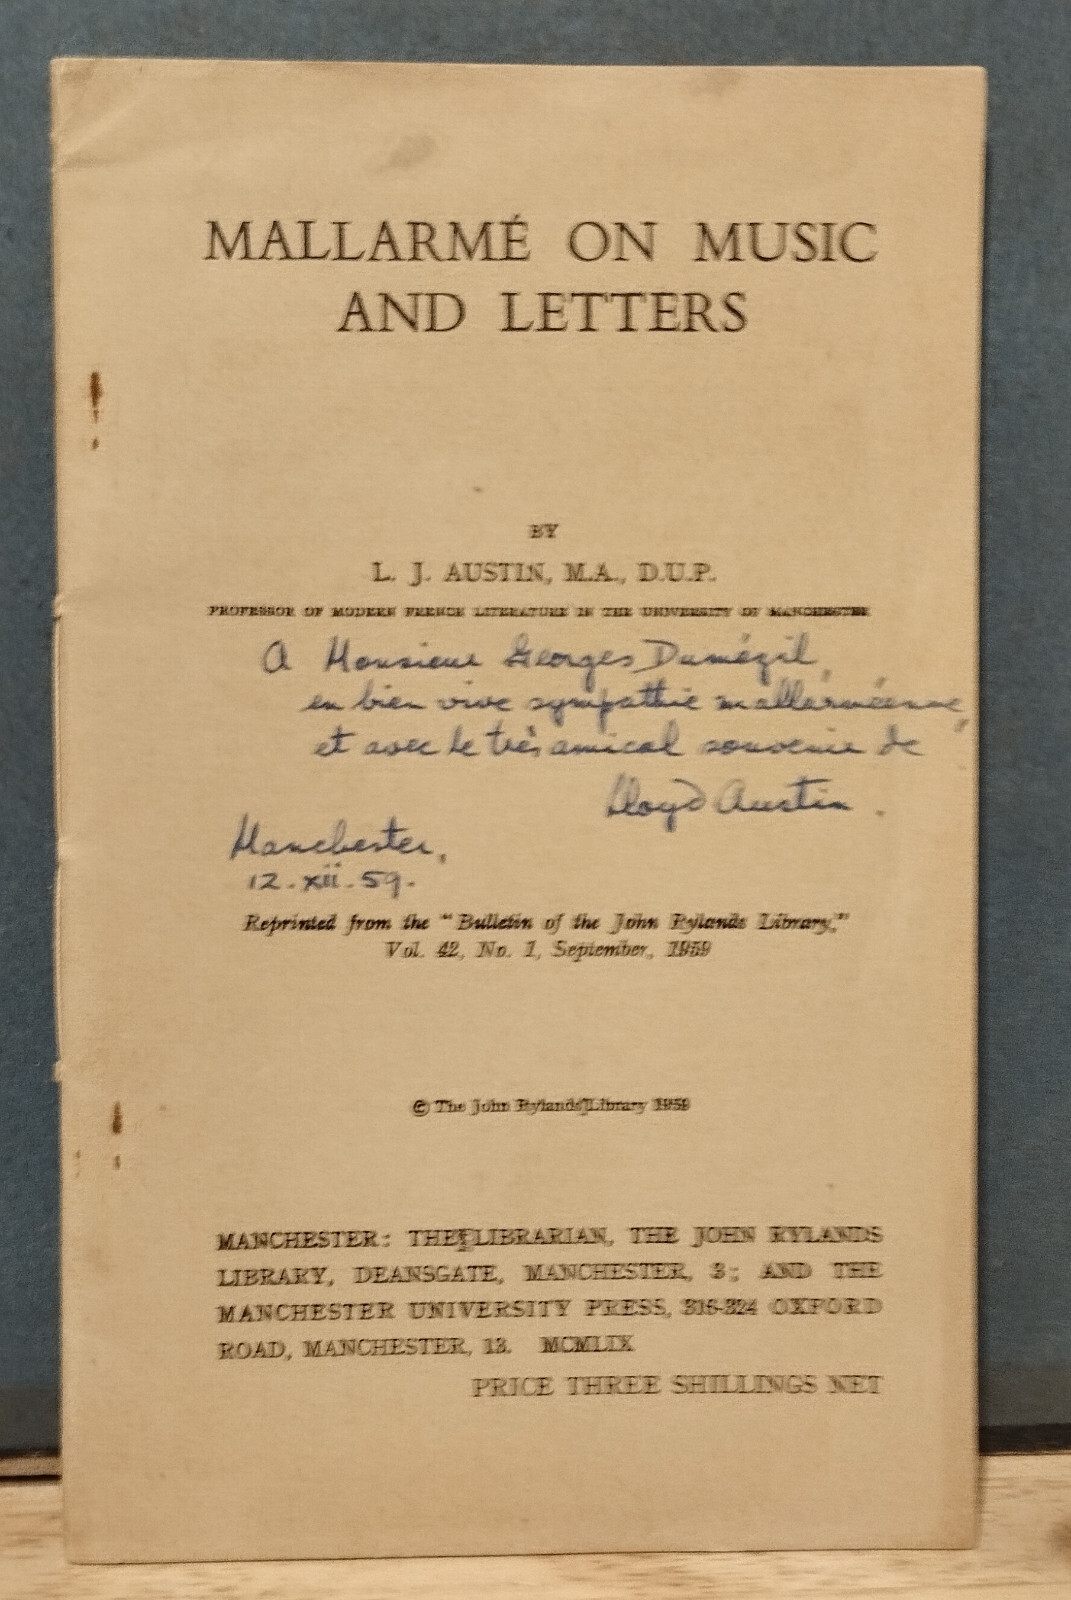 MALLARMÉ ON MUSIC
AND LETTERS
BY
L. J. AUSTIN, M.A., D.U.P.
PROFESSOR OF MODERN FRENCH LITERATURE IN THE UNIVERSITY OF MANCHESTER
A Monsieur Georges Dumézil,
en bien vive sympathie mallarméenne,
et avec le très amical souvenir de
Lloyd Austin.
Manchester,
12.xii.59.
Reprinted from the "Bulletin of the John Rylands Library,"
Vol. 42, No. 1, September, 1959
© The John Rylands Library 1959
MANCHESTER: THE LIBRARIAN, THE JOHN RYLANDS
LIBRARY, DEANSGATE, MANCHESTER, 3; AND THE
MANCHESTER UNIVERSITY PRESS, 316-324 OXFORD
ROAD, MANCHESTER, 13. MCMLIX
PRICE THREE SHILLINGS NET